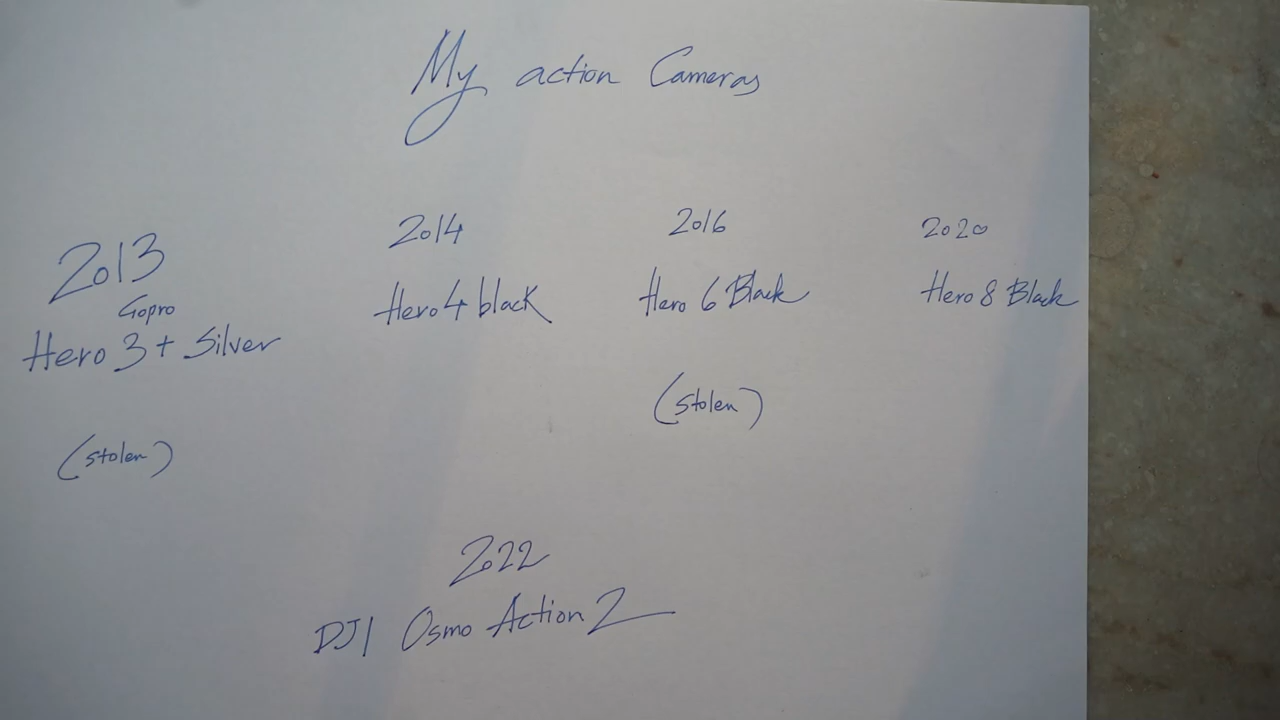 My action Cameras
2013
Gopro
Hero 3+ Silver
(stolen)
2014
Hero 4 black
2016
Hero 6 Black
(stolen)
2020
Hero 8 Black
2022
DJI Osmo Action 2